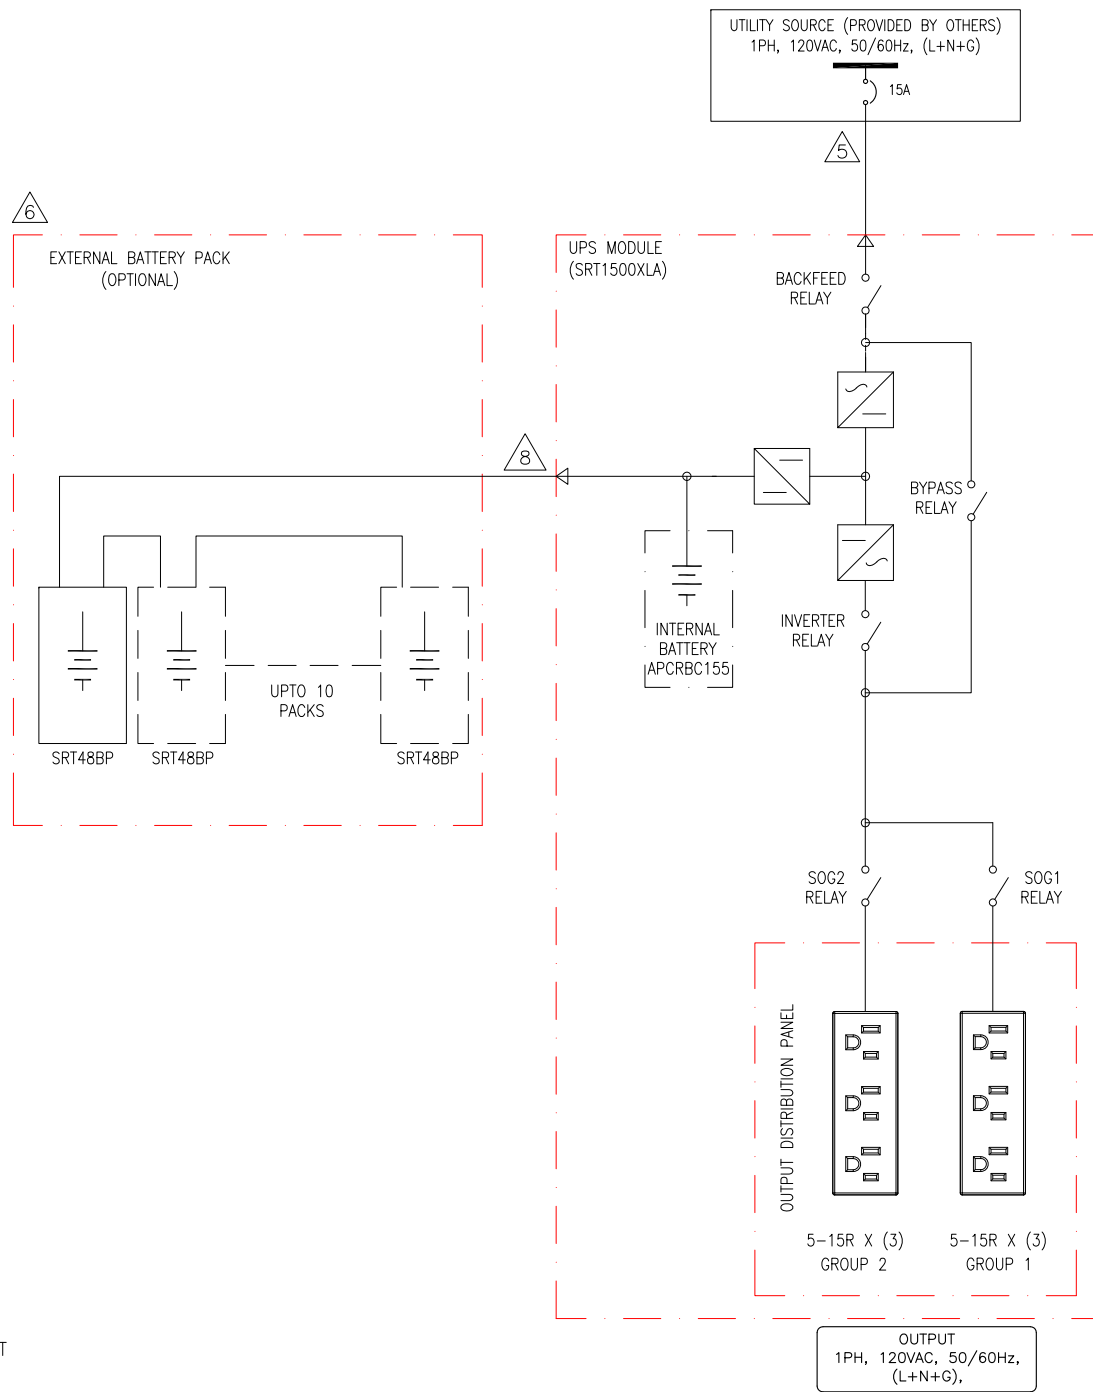 UTILITY SOURCE (PROVIDED BY OTHERS)
1PH, 120VAC, 50/60Hz, (L+N+G)
15A
5
6
EXTERNAL BATTERY PACK
(OPTIONAL)
UPS MODULE
(SRT1500XLA)
BACKFEED
RELAY
8
BYPASS
RELAY
INTERNAL
BATTERY
APCRBC155
INVERTER
RELAY
UPTO 10
PACKS
SRT48BP
SRT48BP
SRT48BP
SOG2
RELAY
SOG1
RELAY
OUTPUT DISTRIBUTION PANEL
5-15R X (3)
GROUP 2
5-15R X (3)
GROUP 1
T
OUTPUT
1PH, 120VAC, 50/60Hz,
(L+N+G),